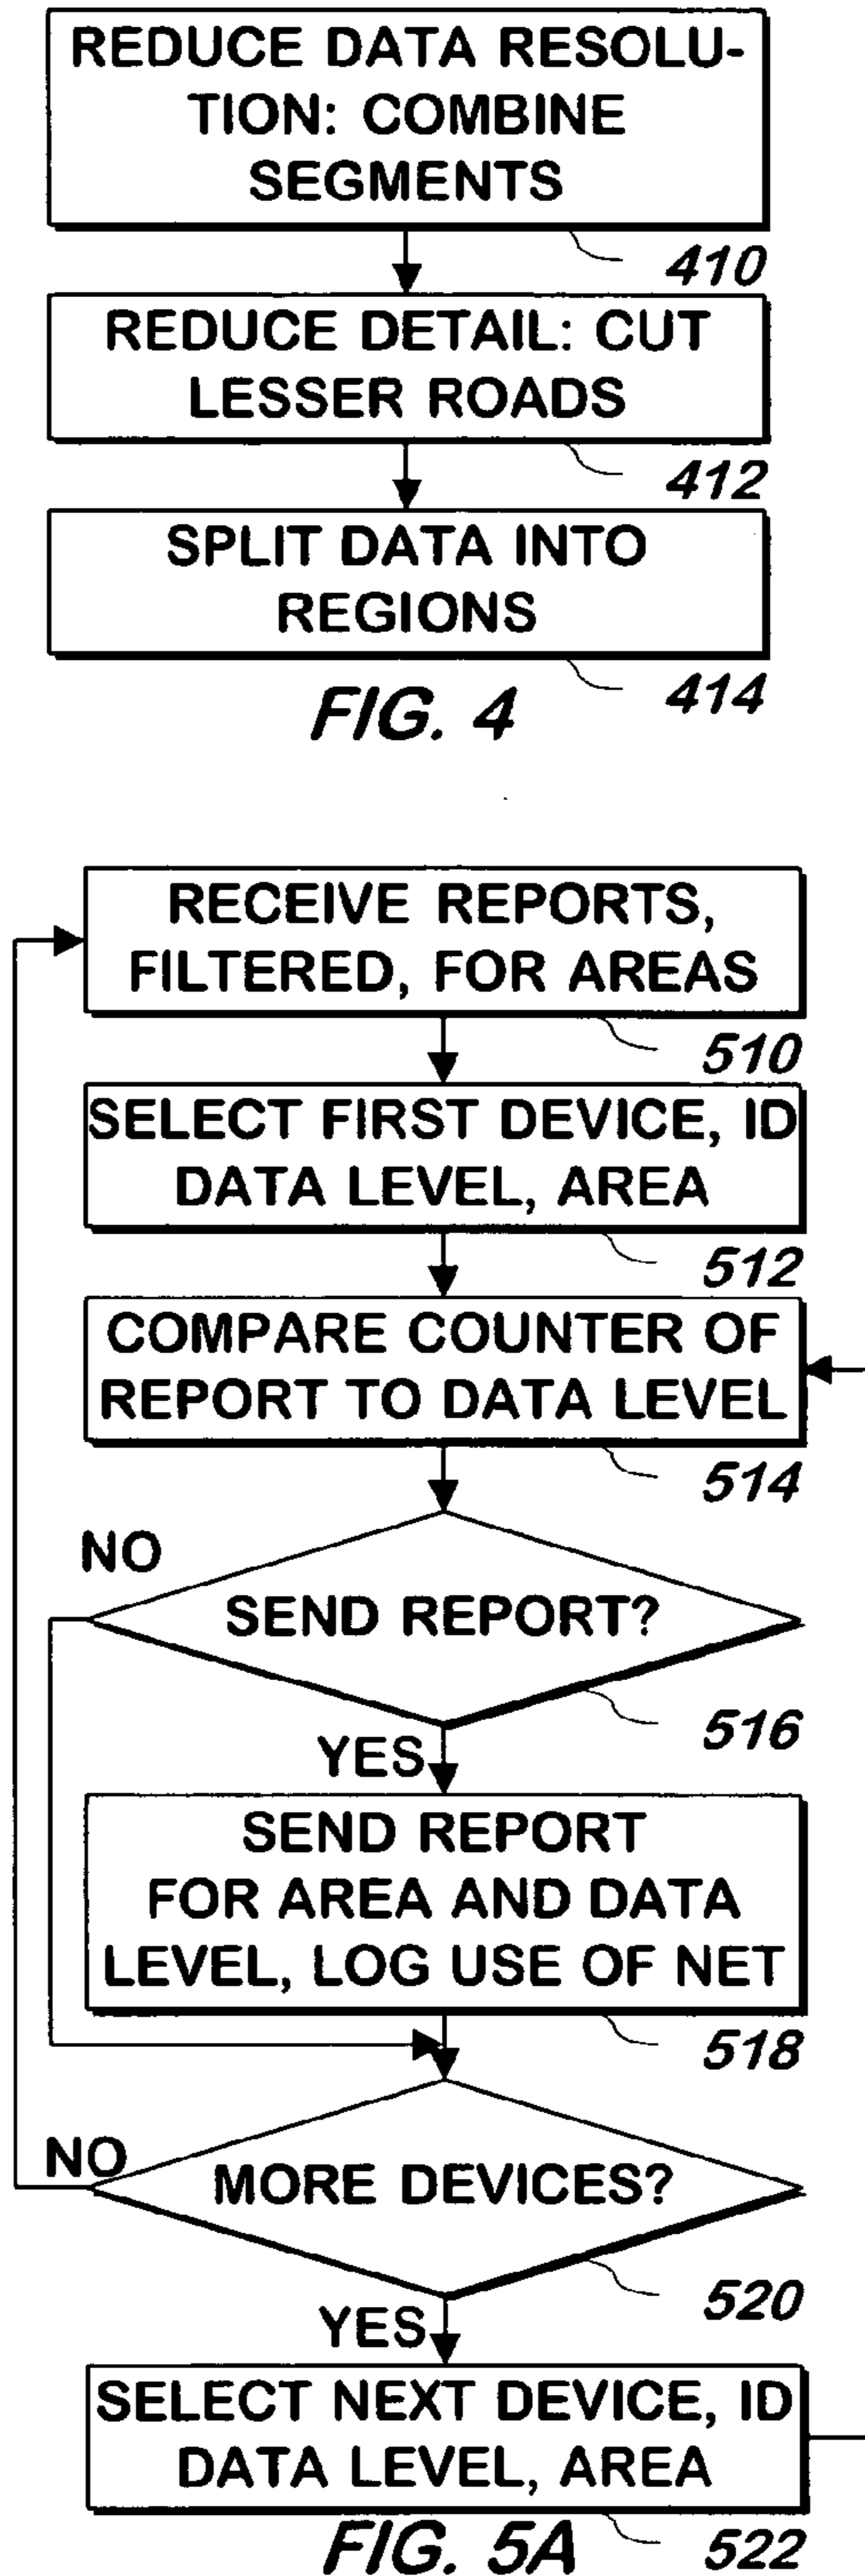 REDUCE DATA RESOLU-
TION: COMBINE
SEGMENTS
410
REDUCE DETAIL: CUT
LESSER ROADS
412
SPLIT DATA INTO
REGIONS
414
FIG. 4
RECEIVE REPORTS,
FILTERED, FOR AREAS
510
SELECT FIRST DEVICE, ID
DATA LEVEL, AREA
512
COMPARE COUNTER OF
REPORT TO DATA LEVEL
514
NO
SEND REPORT?
516
YES
SEND REPORT
FOR AREA AND DATA
LEVEL, LOG USE OF NET
518
NO
MORE DEVICES?
520
YES
SELECT NEXT DEVICE, ID
DATA LEVEL, AREA
522
FIG. 5A